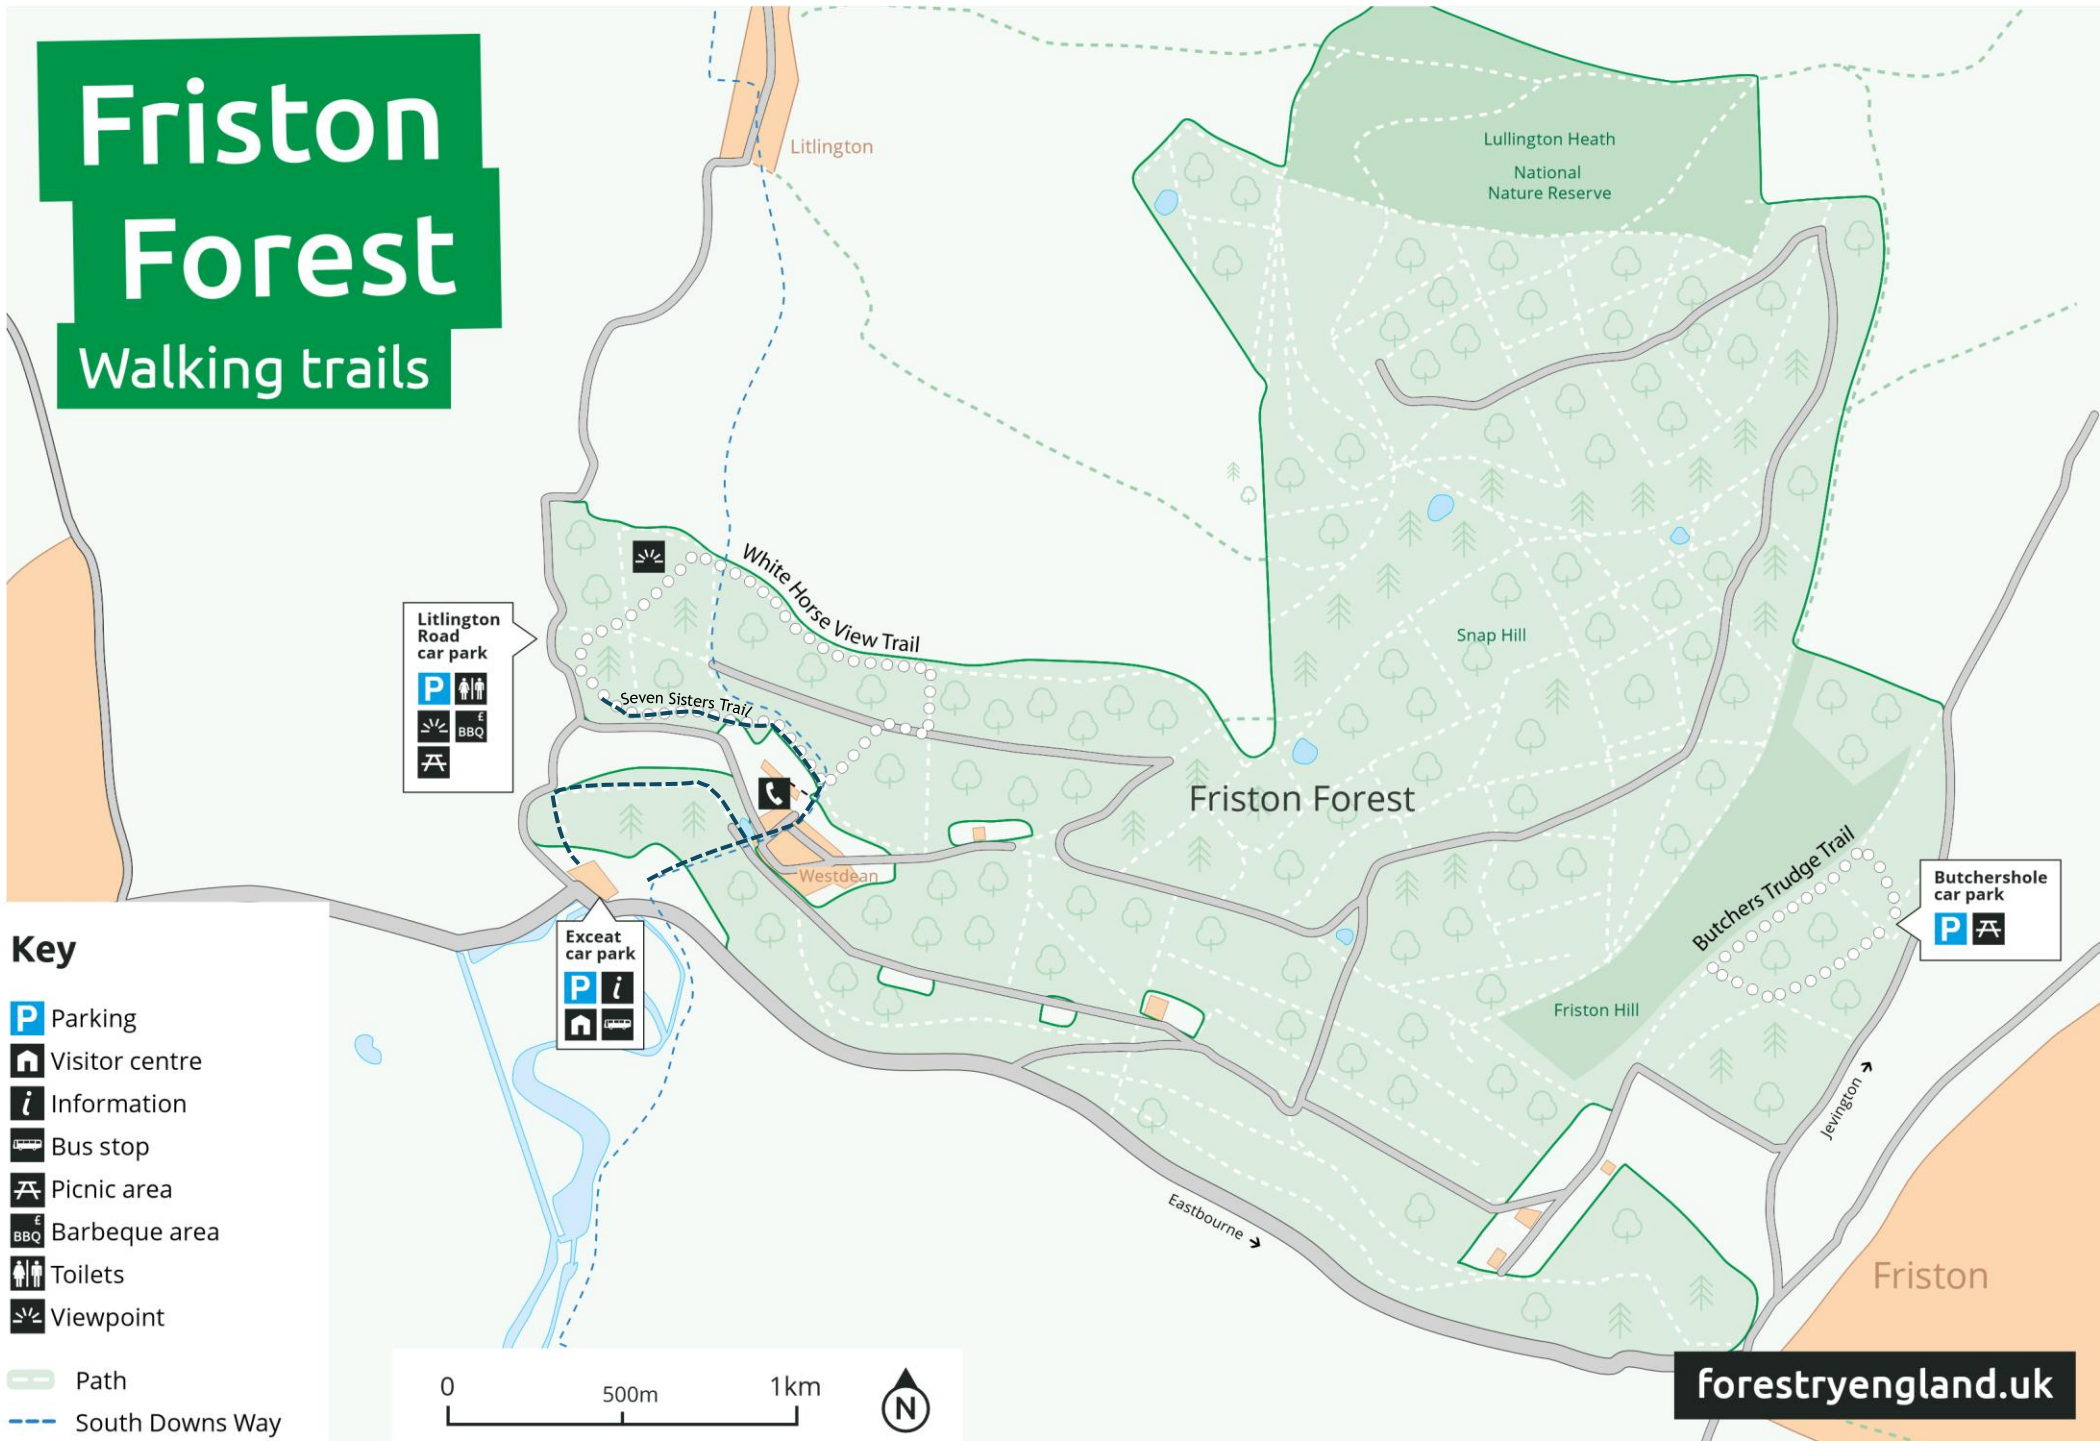 Friston
Forest
Walking trails
Litlington
Lullington Heath
National
Nature Reserve
White Horse View Trail
Litlington
Road
car park
P
£
BBQ
Seven Sisters Trail
Snap Hill
Friston Forest
Westdean
Butchers Trudge Trail
Butchershole
car park
P
Exceat
car park
P i
Friston Hill
Jevington
Eastbourne
Friston
Key
P Parking
Visitor centre
i Information
Bus stop
Picnic area
£
BBQ Barbeque area
Toilets
Viewpoint
Path
South Downs Way
0 500m 1km
N
forestryengland.uk